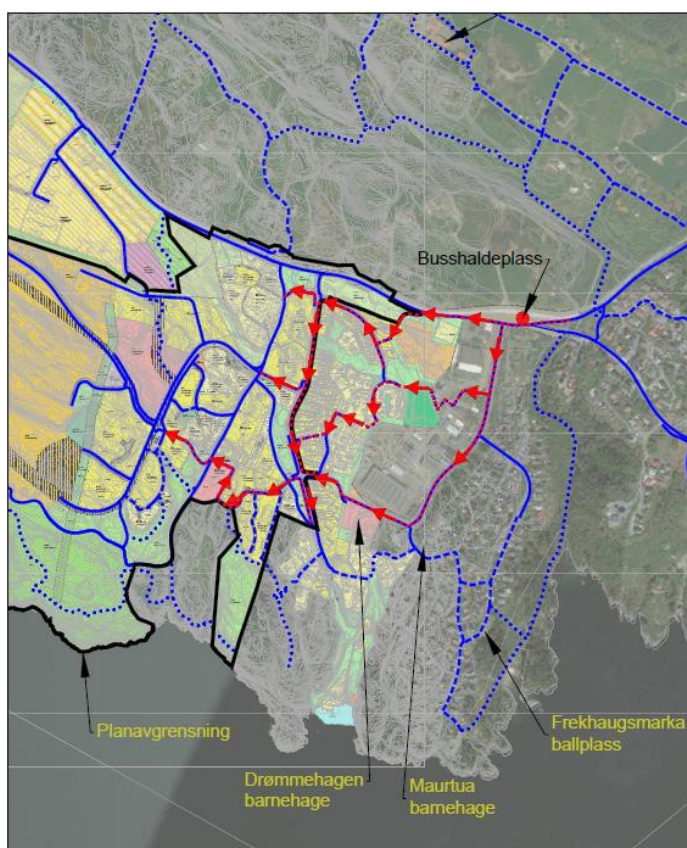 Busshaldeplass
Planavgrensning
Frekhaugsmarka
ballplass
Drømmehagen
barnehage
Maurtua
barnehage